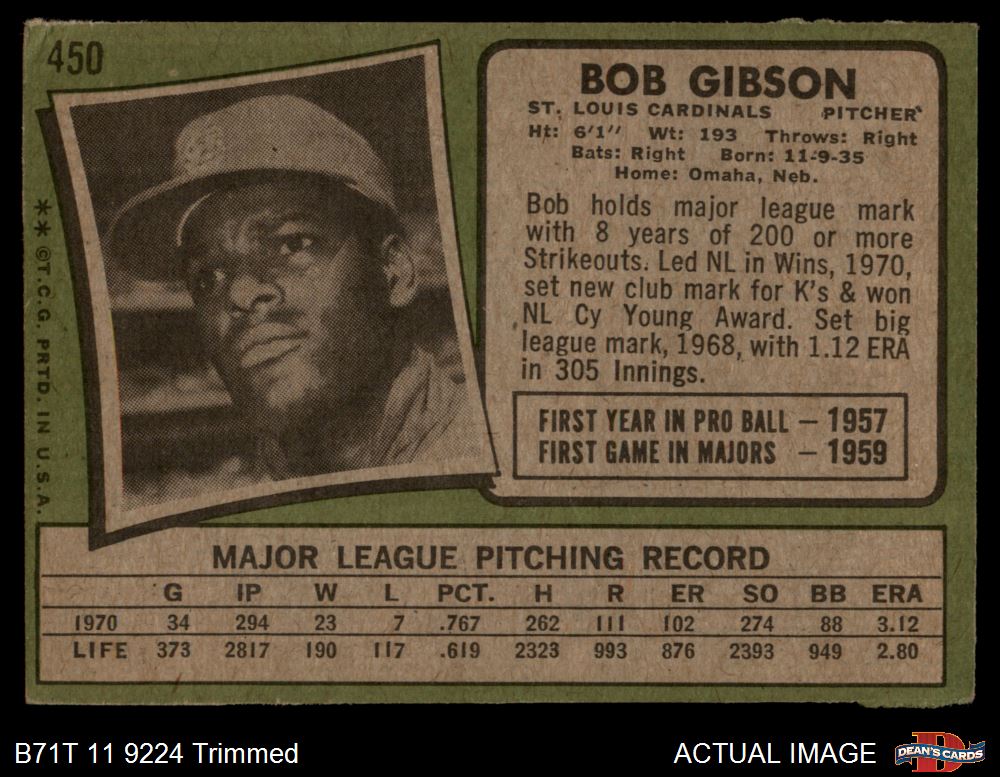 450
BOB GIBSON
ST. LOUIS CARDINALS PITCHER
Ht: 6'1" Wt: 193 Throws: Right
Bats: Right Born: 11-9-35
Home: Omaha, Neb.
Bob holds major league mark
with 8 years of 200 or more
Strikeouts. Led NL in Wins, 1970,
set new club mark for K's & won
NL Cy Young Award. Set big
league mark, 1968, with 1.12 ERA
in 305 Innings.
FIRST YEAR IN PRO BALL – 1957
FIRST GAME IN MAJORS – 1959
** ©T.C.G. PRTD. IN U.S.A.
MAJOR LEAGUE PITCHING RECORD
G IP W L PCT. H R ER SO BB ERA
1970 34 294 23 7 .767 262 111 102 274 88 3.12
LIFE 373 2817 190 117 .619 2323 993 876 2393 949 2.80
B71T 11 9224 Trimmed
ACTUAL IMAGE
DEAN'S CARDS